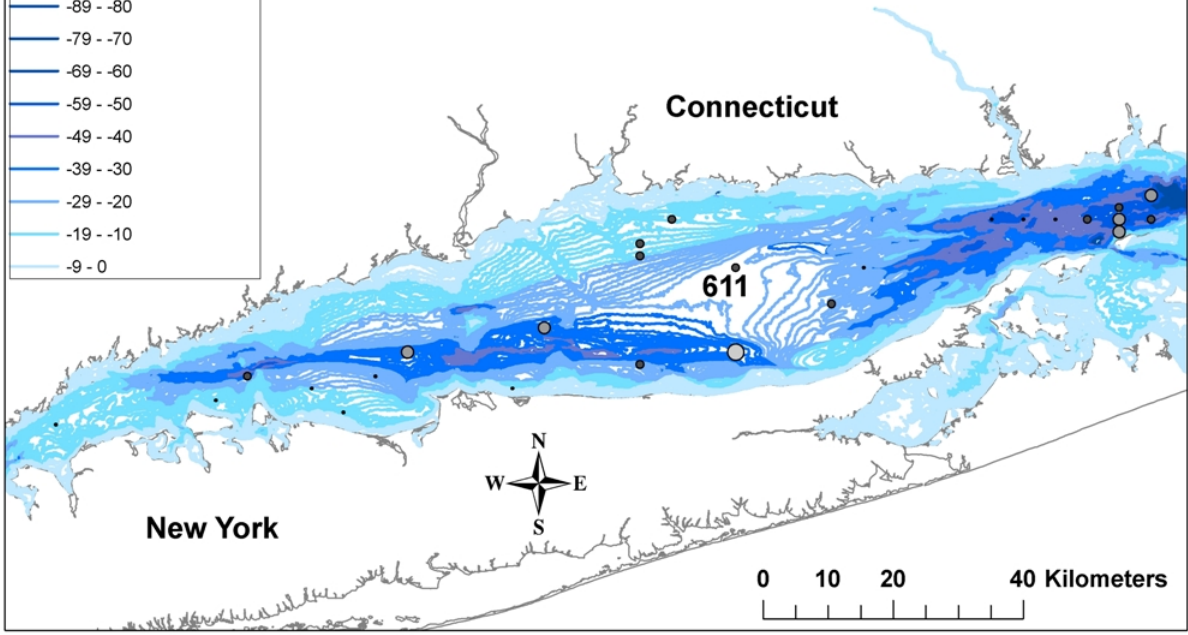 -89 - -80
-79 - -70
-69 - -60
-59 - -50
-49 - -40
-39 - -30
-29 - -20
-19 - -10
-9 - 0
Connecticut
611
N
W E
S
New York
0 10 20 40 Kilometers